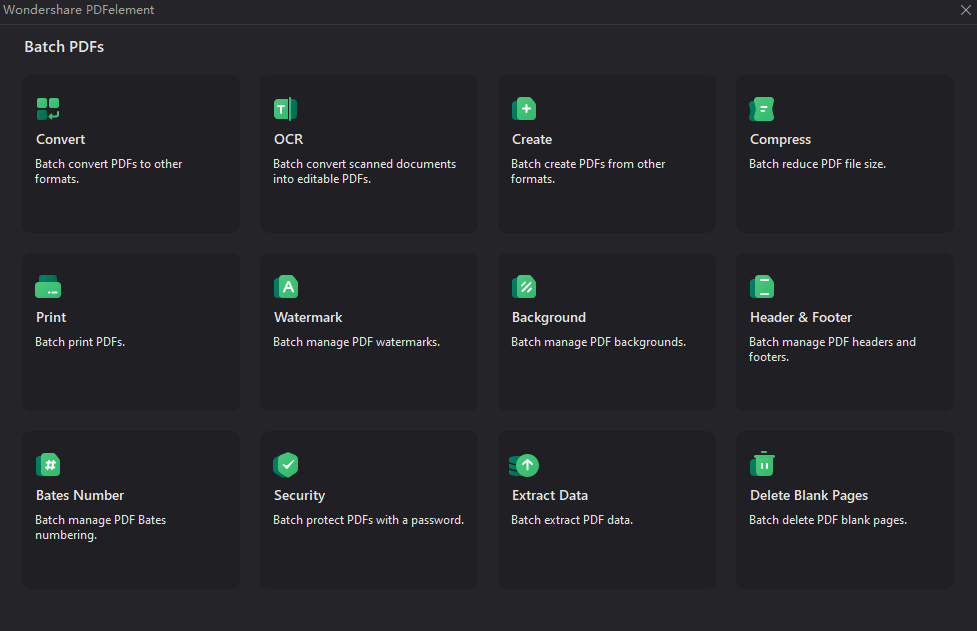 Wondershare PDFelement
Batch PDFs
Convert
Batch convert PDFs to other
formats.
OCR
Batch convert scanned documents
into editable PDFs.
Create
Batch create PDFs from other
formats.
Compress
Batch reduce PDF file size.
Print
Batch print PDFs.
Watermark
Batch manage PDF watermarks.
Background
Batch manage PDF backgrounds.
Header & Footer
Batch manage PDF headers and
footers.
Bates Number
Batch manage PDF Bates
numbering.
Security
Batch protect PDFs with a password.
Extract Data
Batch extract PDF data.
Delete Blank Pages
Batch delete PDF blank pages.